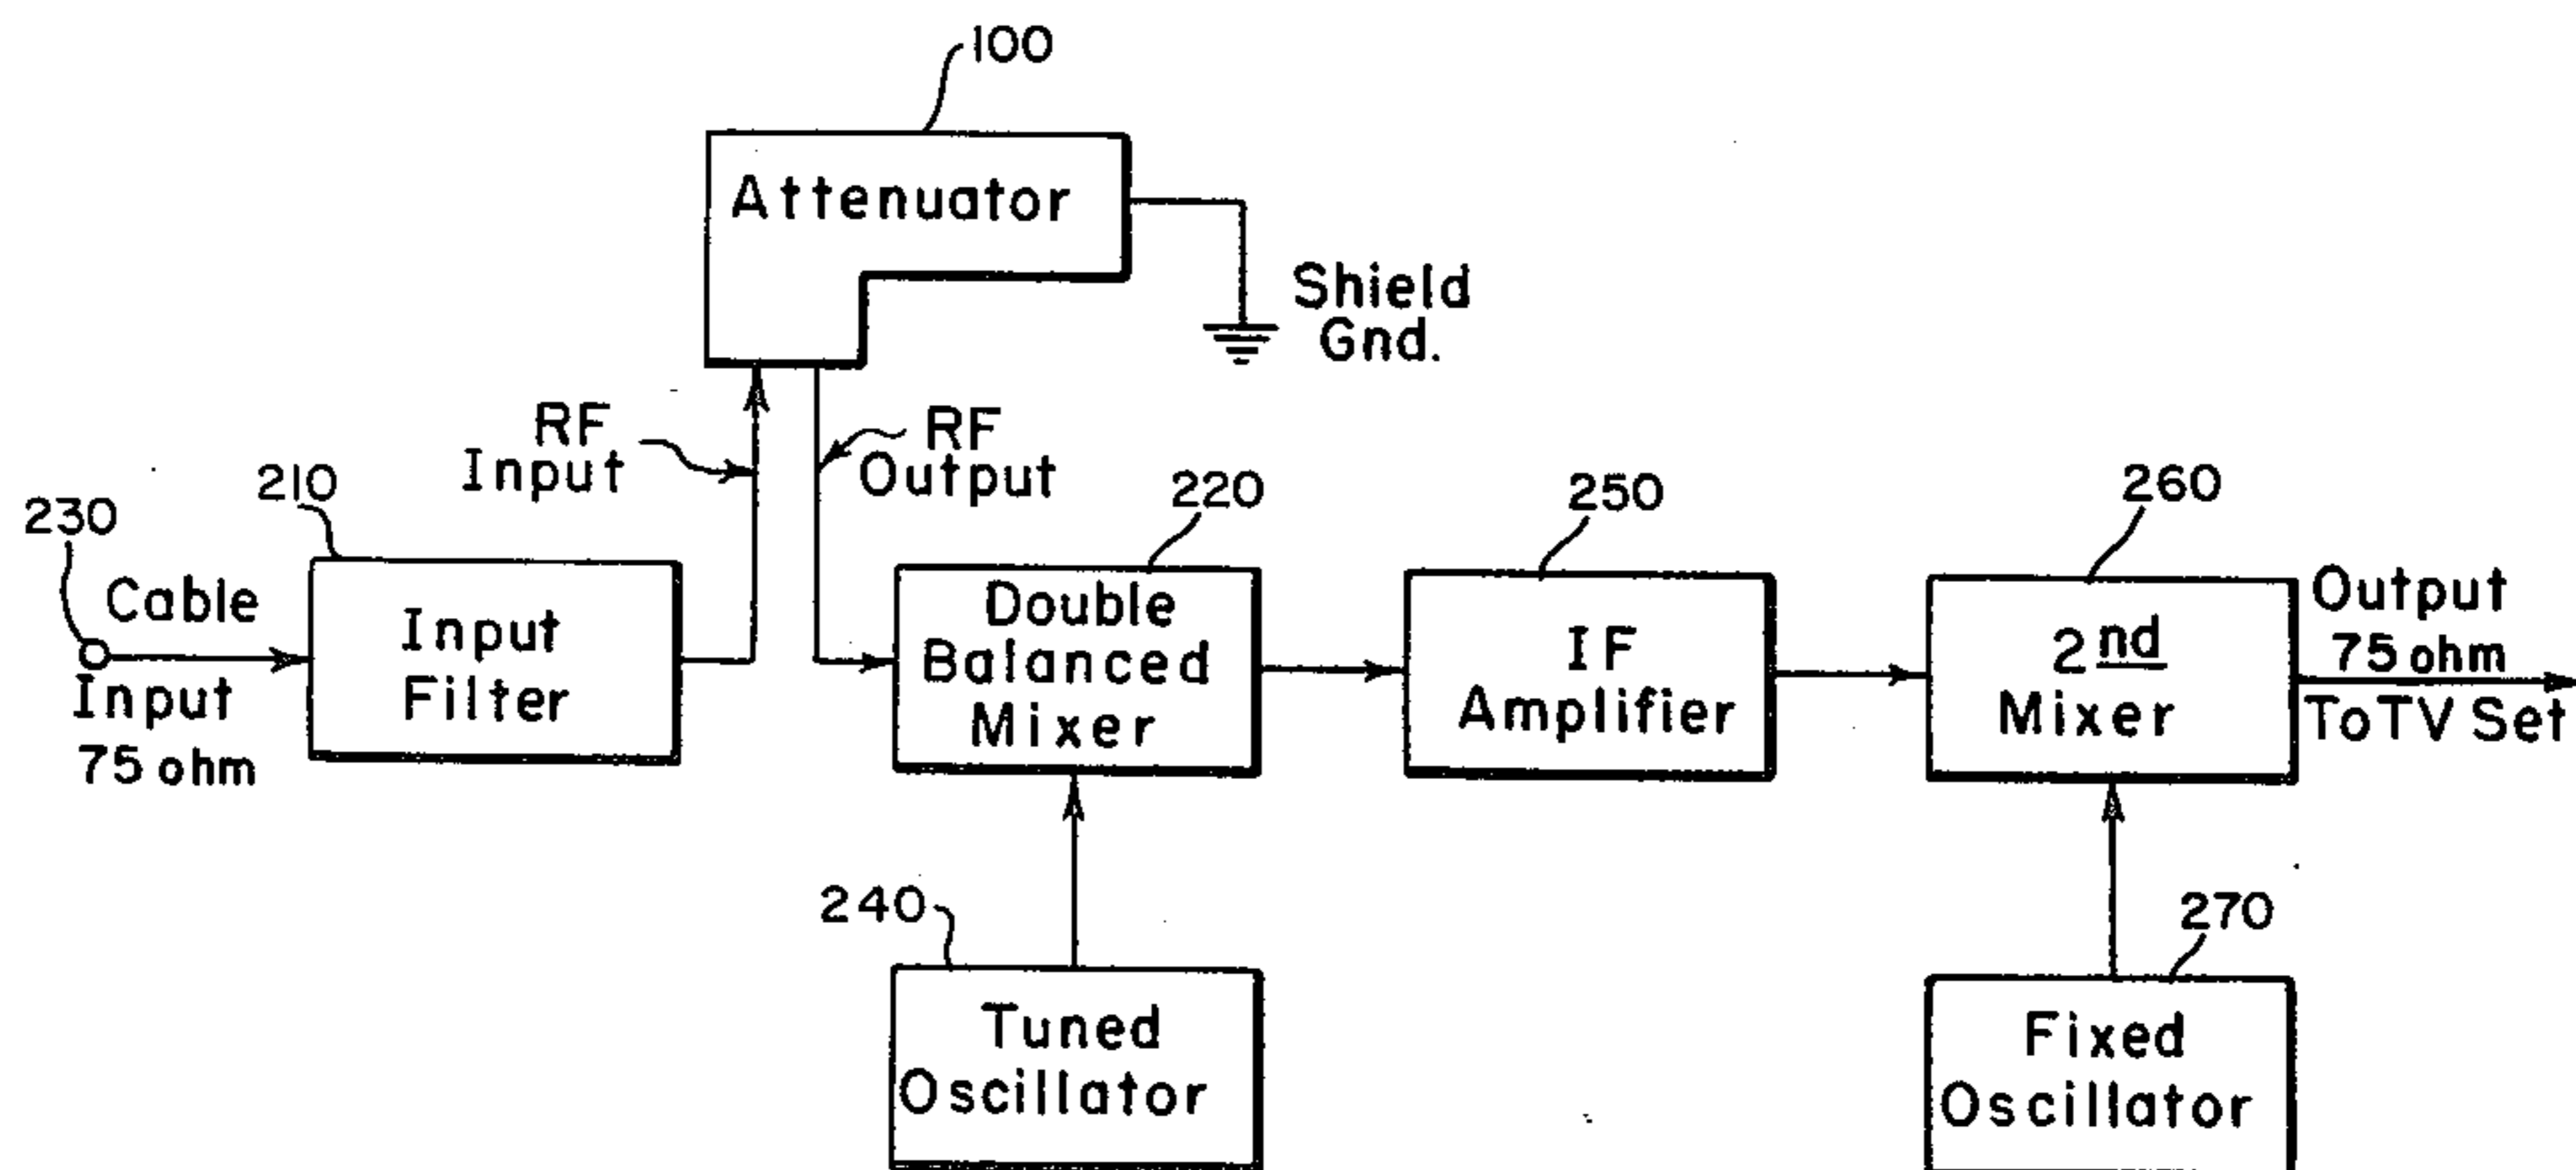 100
Attenuator
Shield
Gnd.
RF
Input
RF
Output
230
210
220
250
260
Cable
Input
75 ohm
Input
Filter
Double
Balanced
Mixer
IF
Amplifier
2nd
Mixer
Output
75 ohm
To TV Set
240
270
Tuned
Oscillator
Fixed
Oscillator